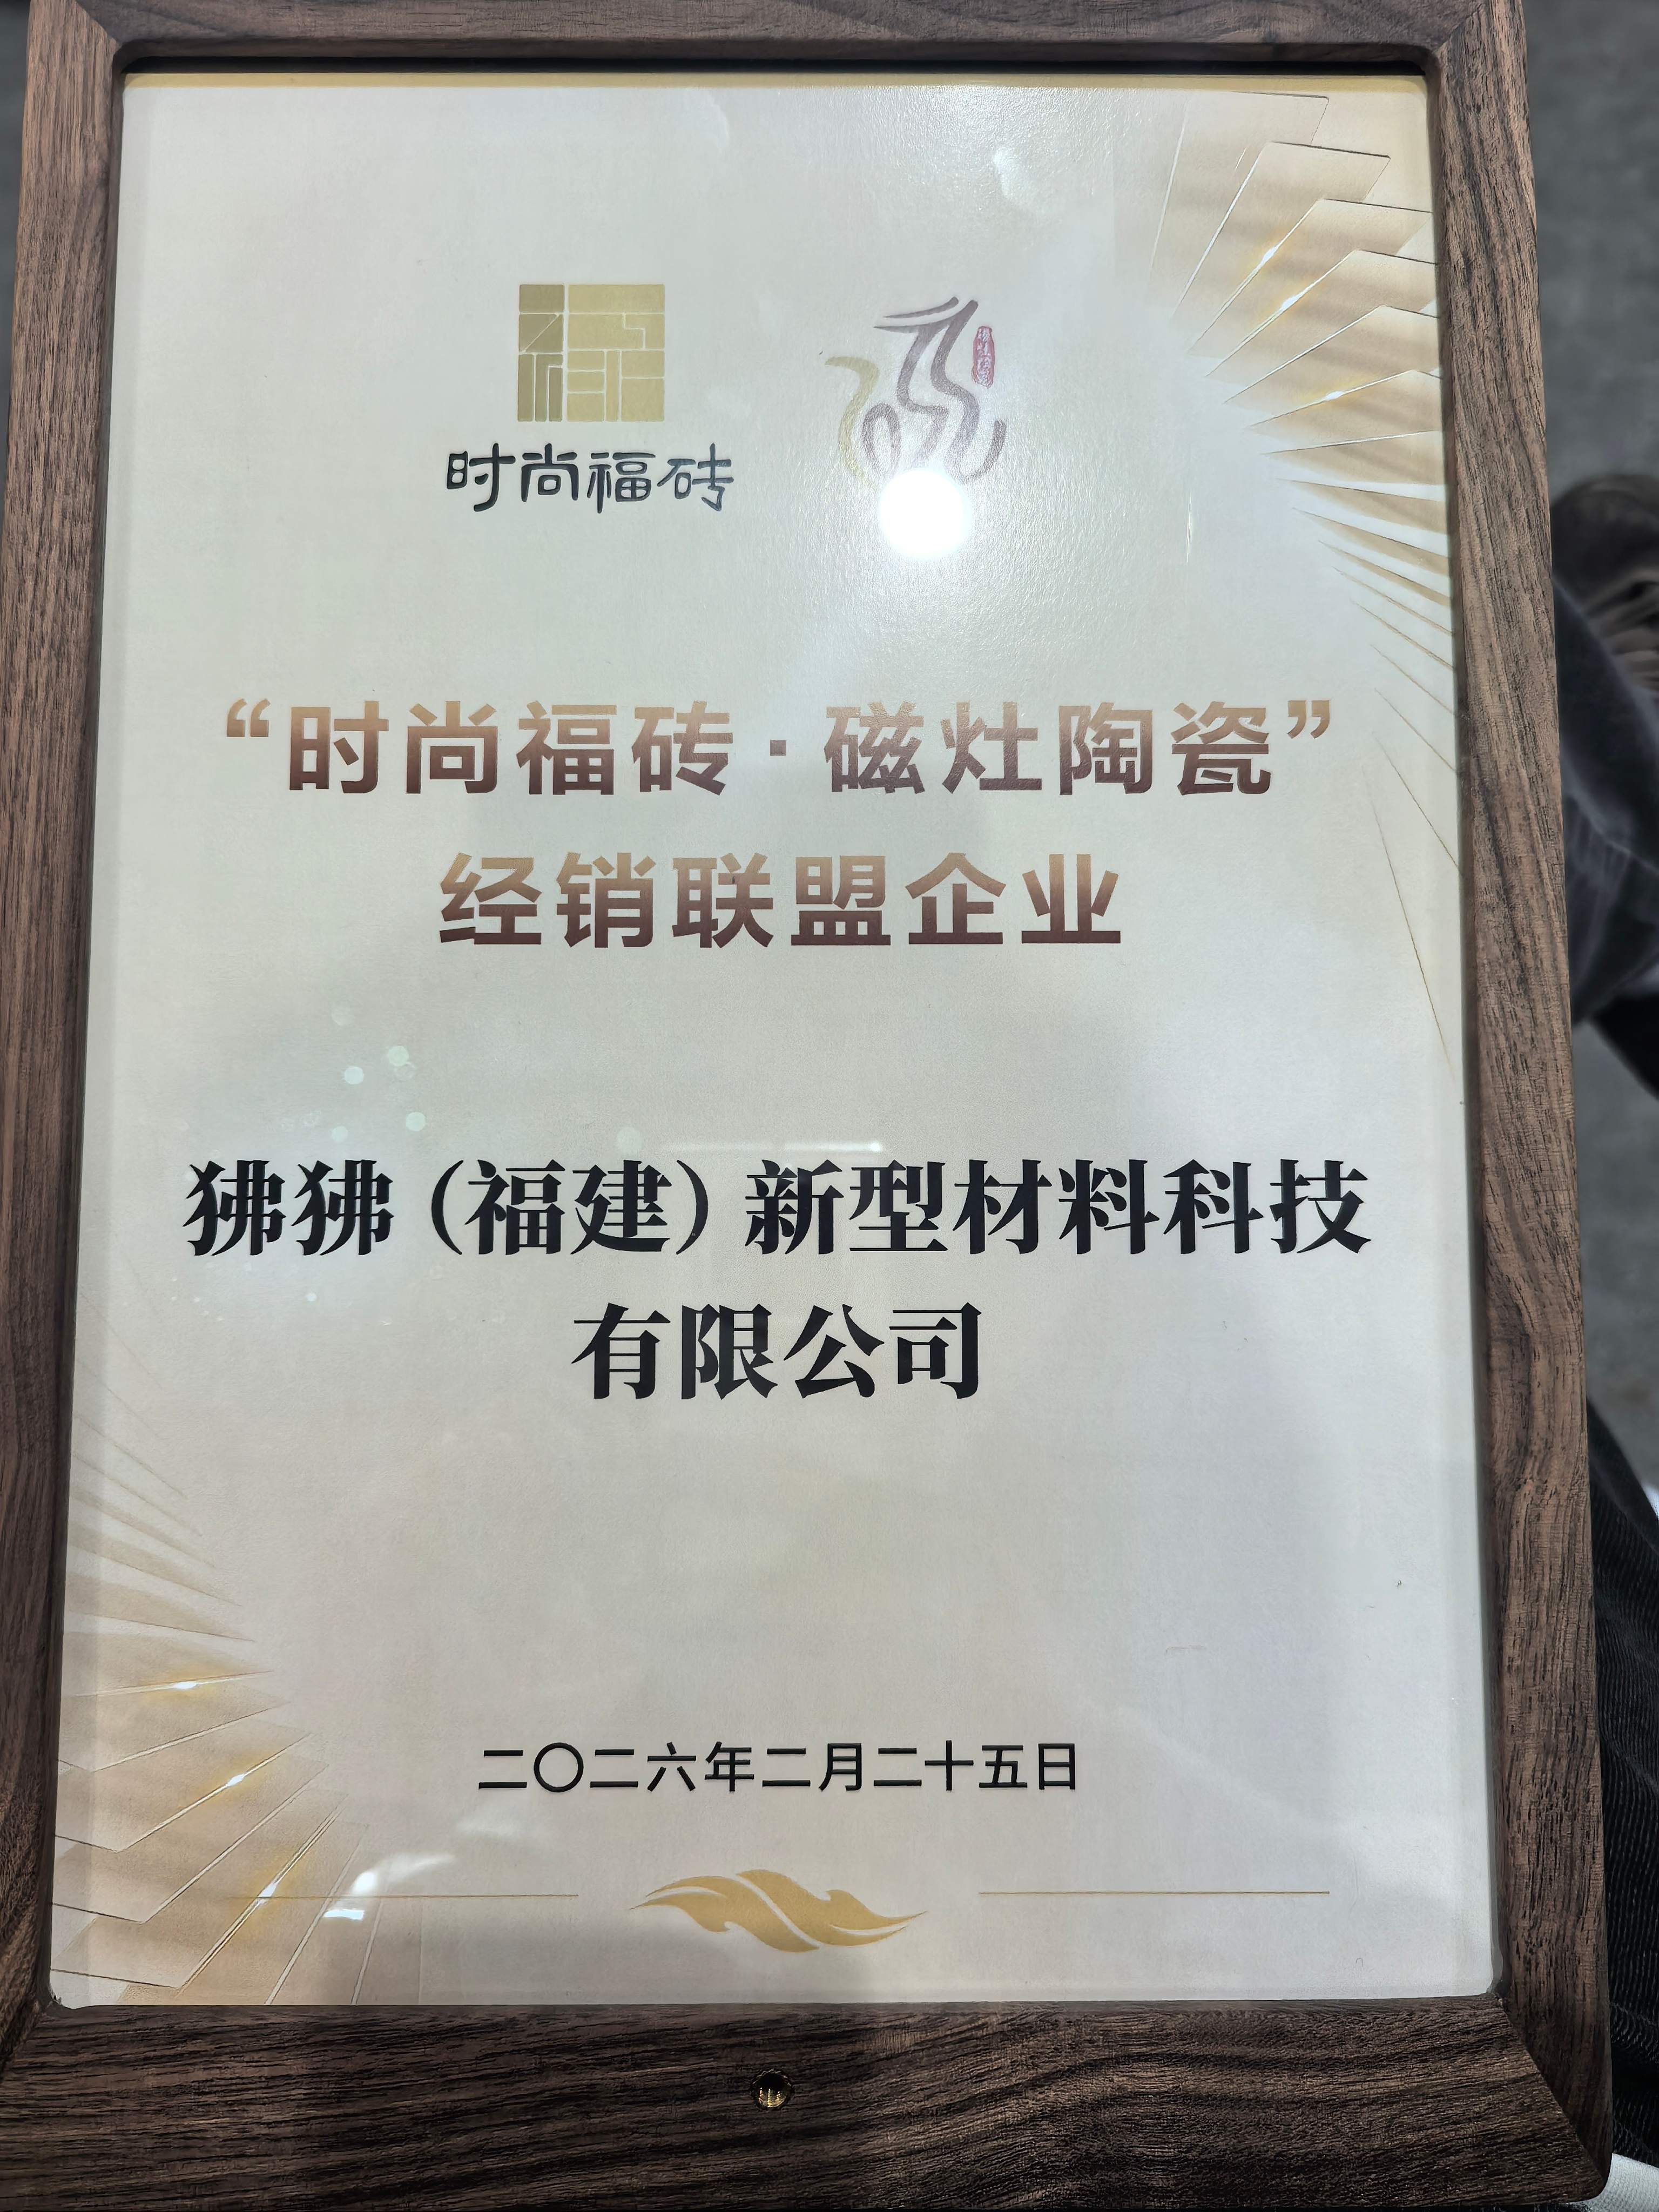 时尚福砖
“时尚福砖·磁灶陶瓷”
经销联盟企业
狒狒（福建）新型材料科技
有限公司
二〇二六年二月二十五日